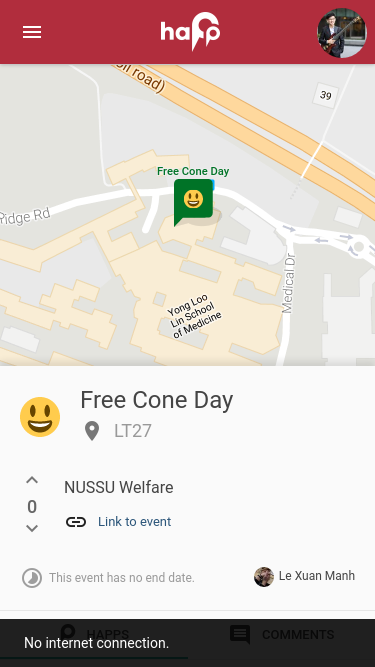 happ
oil road)
39
Free Cone Day
ridge Rd
Medical Dr
Yong Loo
Lin School
of Medicine
Free Cone Day
LT27
NUSSU Welfare
0
Link to event
This event has no end date.
Le Xuan Manh
HAPPS
COMMENTS
No internet connection.